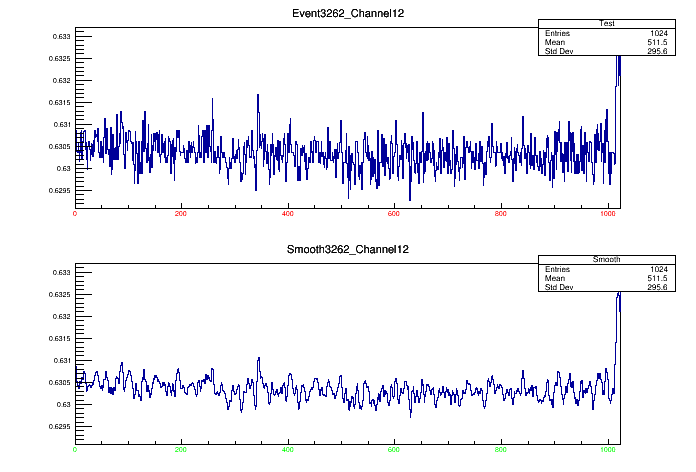 Event3262_Channel12
Test
Entries 1024
Mean 511.5
Std Dev 295.6
0.633
0.6325
0.632
0.6315
0.631
0.6305
0.63
0.6295
0 200 400 600 800 1000
Smooth3262_Channel12
Smooth
Entries 1024
Mean 511.5
Std Dev 295.6
0.633
0.6325
0.632
0.6315
0.631
0.6305
0.63
0.6295
0 200 400 600 800 1000